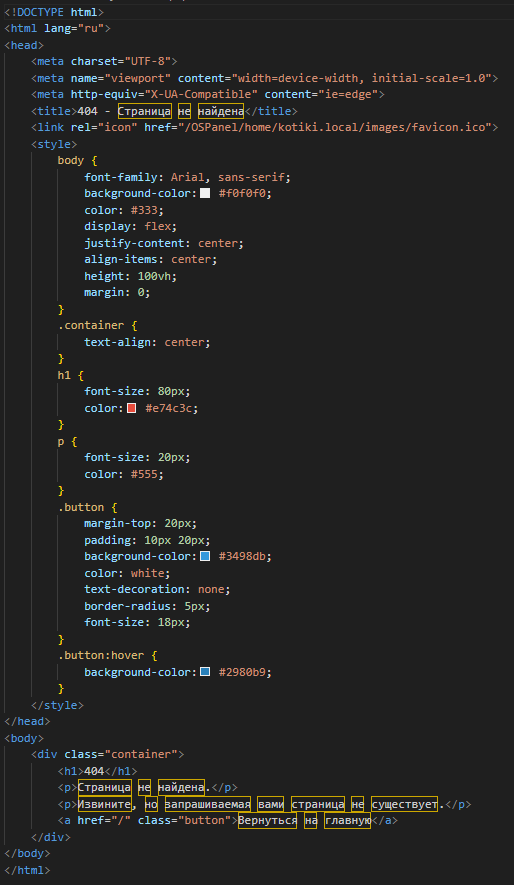 <!DOCTYPE html>
<html lang="ru">
<head>
    <meta charset="UTF-8">
    <meta name="viewport" content="width=device-width, initial-scale=1.0">
    <meta http-equiv="X-UA-Compatible" content="ie=edge">
    <title>404 - Страница не найдена</title>
    <link rel="icon" href="/OSPanel/home/kotiki.local/images/favicon.ico">
    <style>
        body {
            font-family: Arial, sans-serif;
            background-color: #f0f0f0;
            color: #333;
            display: flex;
            justify-content: center;
            align-items: center;
            height: 100vh;
            margin: 0;
        }
        .container {
            text-align: center;
        }
        h1 {
            font-size: 80px;
            color: #e74c3c;
        }
        p {
            font-size: 20px;
            color: #555;
        }
        .button {
            margin-top: 20px;
            padding: 10px 20px;
            background-color: #3498db;
            color: white;
            text-decoration: none;
            border-radius: 5px;
            font-size: 18px;
        }
        .button:hover {
            background-color: #2980b9;
        }
    </style>
</head>
<body>
    <div class="container">
        <h1>404</h1>
        <p>Страница не найдена.</p>
        <p>Извините, но запрашиваемая вами страница не существует.</p>
        <a href="/" class="button">Вернуться на главную</a>
    </div>
</body>
</html>